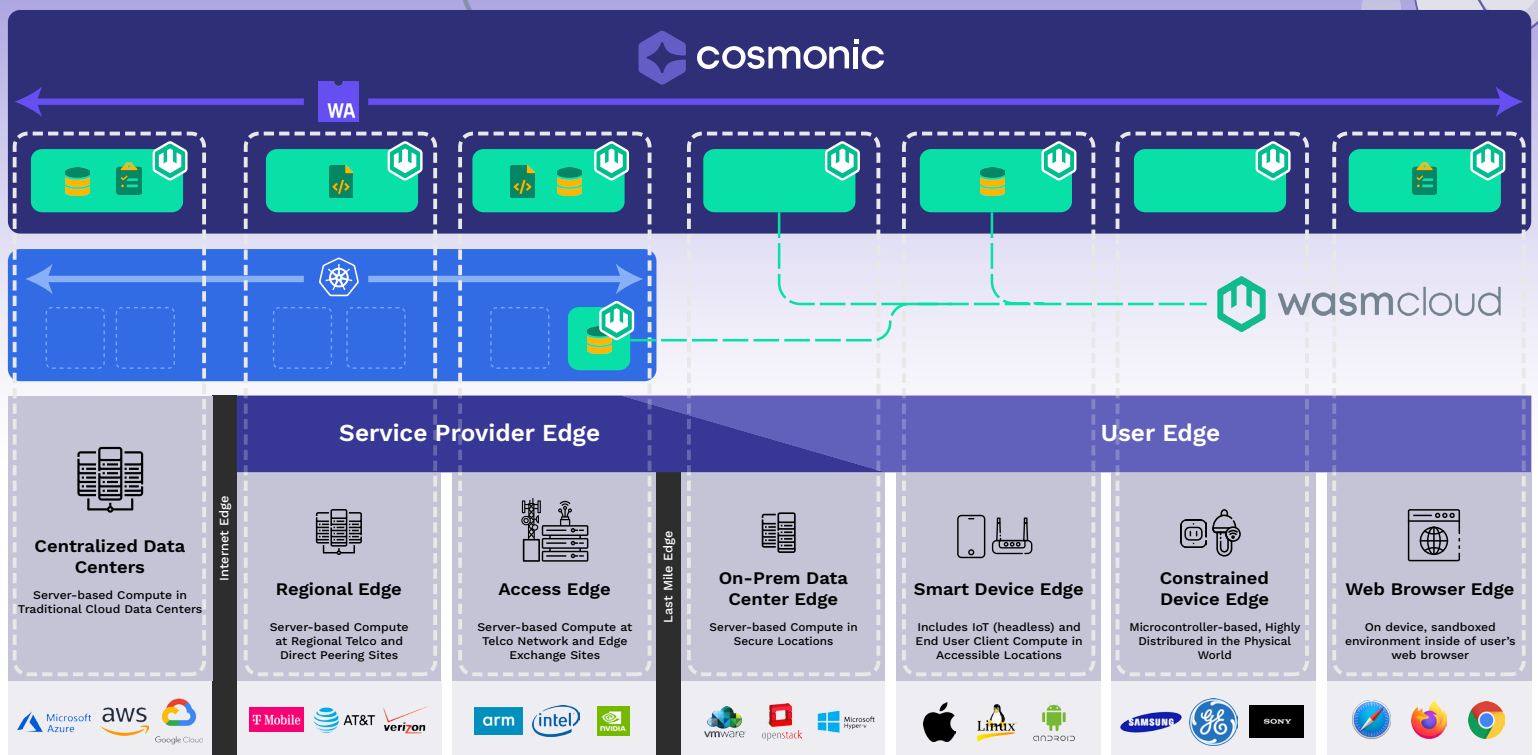 cosmonic
WA
wasmcloud
Service Provider Edge
User Edge
Centralized Data
Centers
Server-based Compute in
Traditional Cloud Data Centers
Internet Edge
Regional Edge
Server-based Compute
at Regional Telco and
Direct Peering Sites
Access Edge
Server-based Compute at
Telco Network and Edge
Exchange Sites
Last Mile Edge
On-Prem Data
Center Edge
Server-based Compute in
Secure Locations
Smart Device Edge
Includes IoT (headless) and
End User Client Compute in
Accessible Locations
Constrained
Device Edge
Microcontroller-based, Highly
Distribured in the Physical
World
Web Browser Edge
On device, sandboxed
environment inside of user's
web browser
Microsoft
Azure
aws
Google Cloud
T Mobile
AT&T
verizon
arm
intel
NVIDIA
vmware
openstack
Microsoft
Hyper-v
Linux
ANDROID
SAMSUNG
GE
SONY